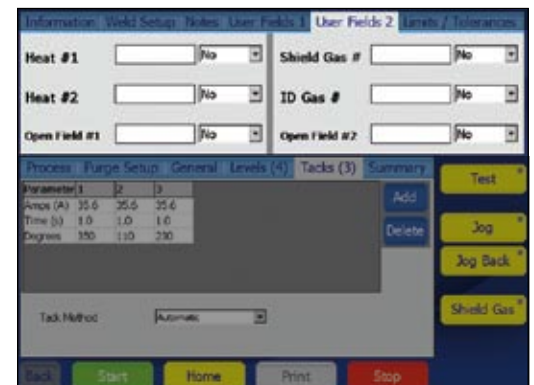 Information Weld Setup Notes User Fields 1 User Fields 2 Limits / Tolerances
Heat #1 No Shield Gas # No
Heat #2 No ID Gas # No
Open Field #1 No Open Field #2 No
Process Purge Setup General Levels (4) Tacks (3) Summary
Parameter 1 2 3
Amps (A) 35.6 35.6 35.6
Time (s) 1.0 1.0 1.0
Degrees 350 110 230
Add
Delete
Tack Method Automatic
Test
Jog
Jog Back
Shield Gas
Back Start Home Print Stop